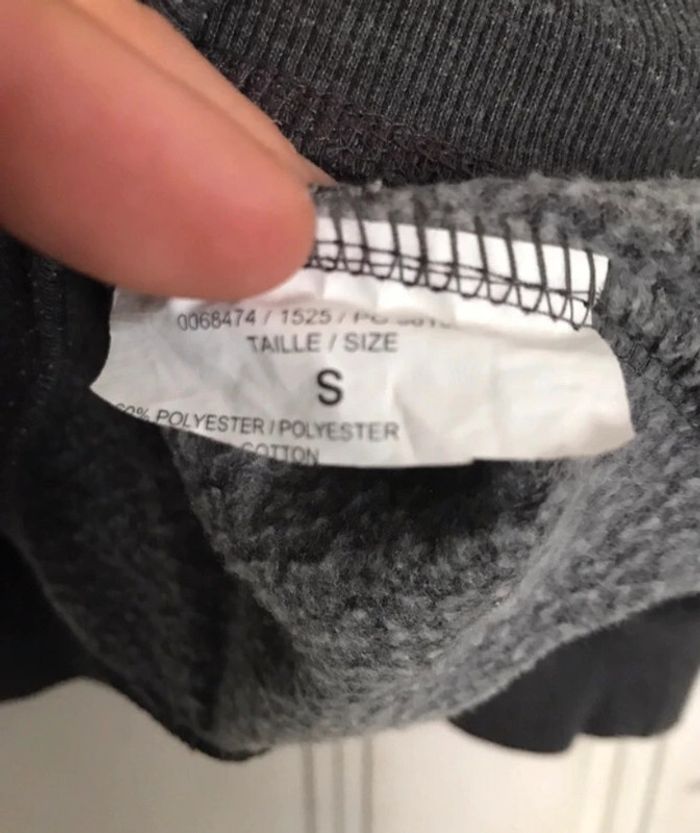 0068474 / 1525 /
TAILLE / SIZE
S
% POLYESTER / POLYESTER
COTTON